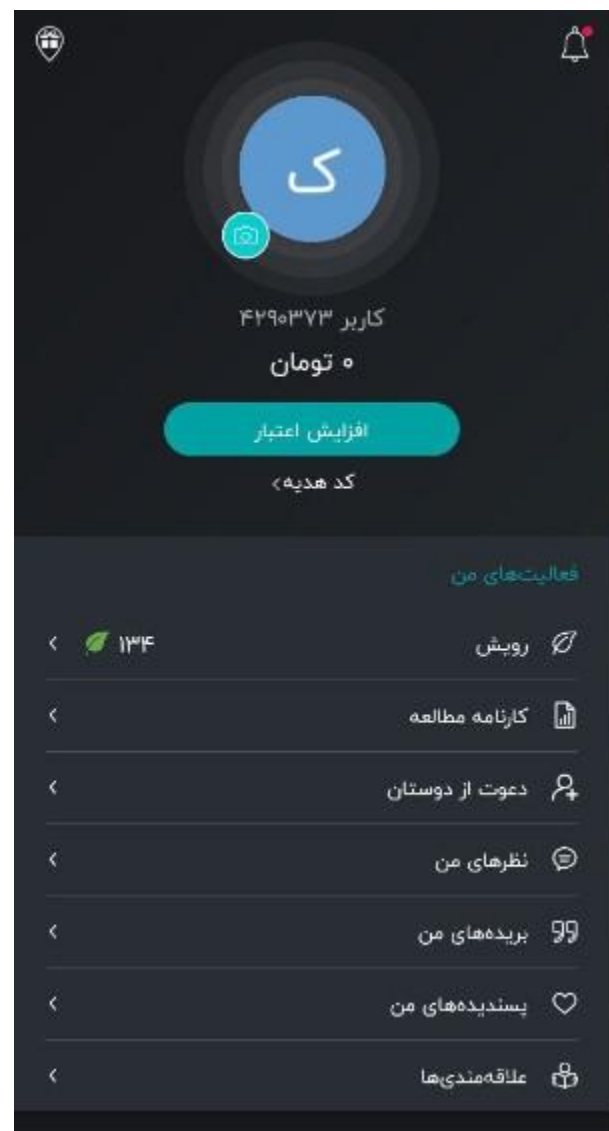 ک
کاربر ۴۲۹۰۳۷۳
۰ تومان
افزایش اعتبار
کد هدیه>
فعالیت‌های من
رویش ۱۳۴
کارنامه مطالعه
دعوت از دوستان
نظرهای من
بریده‌های من
پسندیده‌های من
علاقه‌مندی‌ها